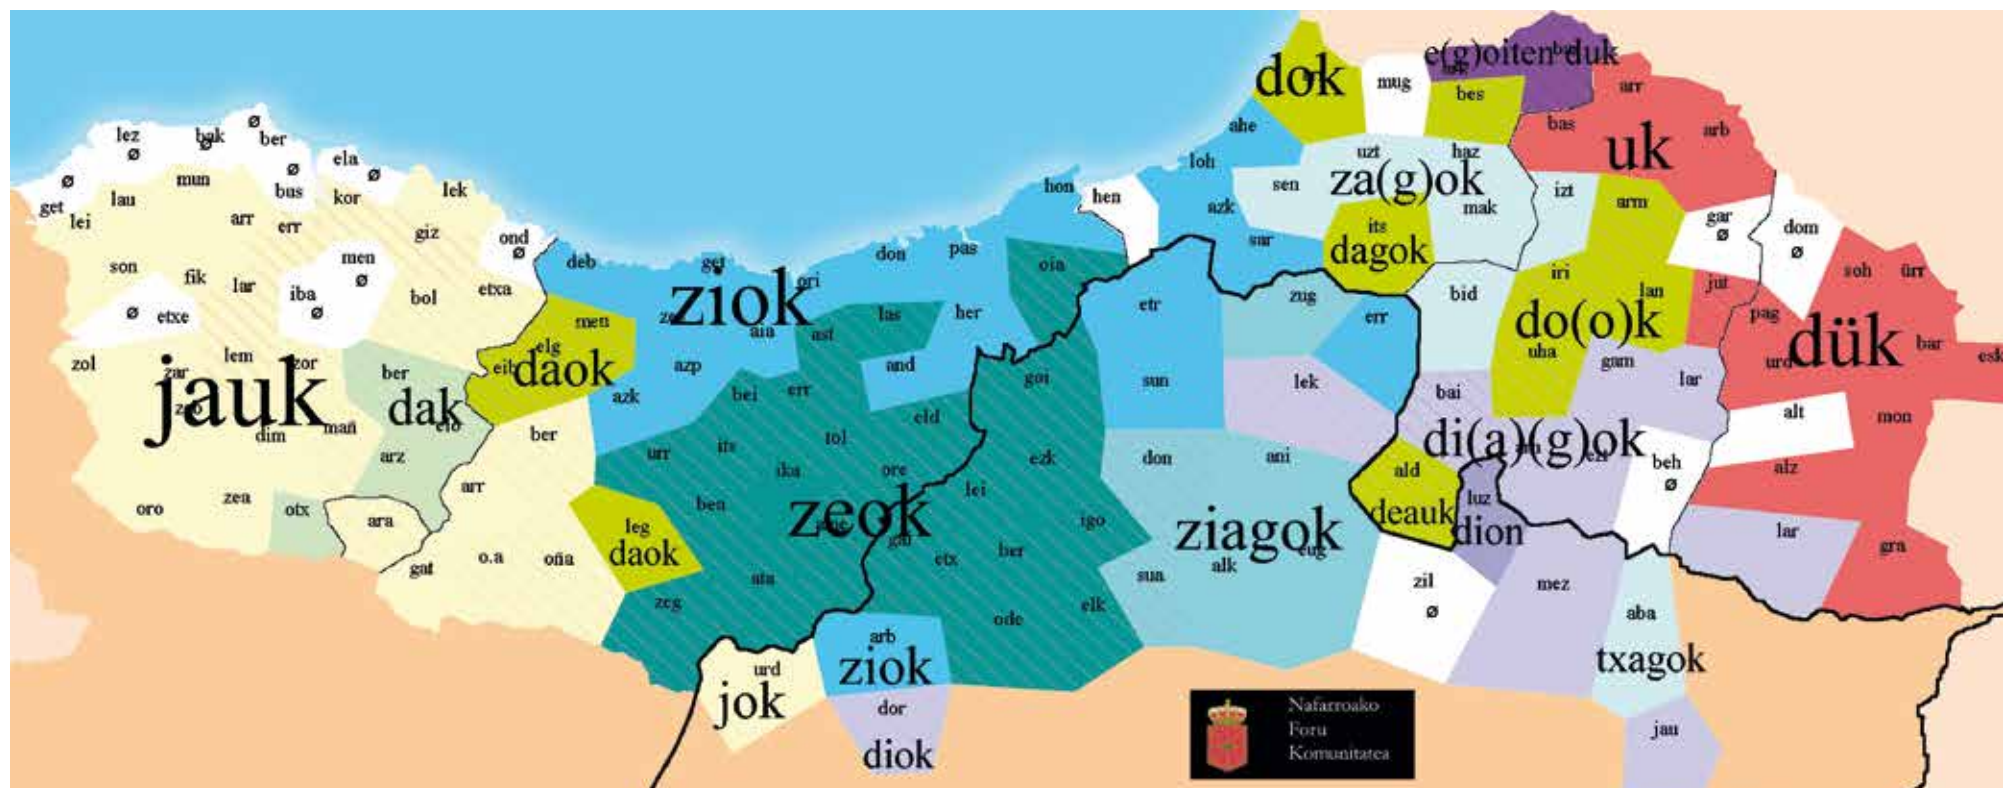 dok
mug
e(g)oiten duk
bes
arr
bas
uk
arb
ahe
loh
uzt
haz
za(g)ok
sen
mak
izt
arm
gar
Ø
dom
Ø
lez
Ø
bak
Ø
Ø
ber
Ø
bus
ela
Ø
kor
lek
get
Ø
lei
lau
mun
arr
err
giz
ond
Ø
men
Ø
iba
Ø
son
fik
lar
bol
etxa
Ø
etxe
zol
zar
lem
zor
jauk
dim
mañ
ber
dak
elo
arz
oro
zea
otx
ara
arr
ber
gat
o.a
oña
deb
get
ziok
ori
don
pas
hon
hen
oia
men
elg
eib
daok
azk
azp
aia
ast
las
her
and
bei
err
eld
urr
its
ika
tol
ore
ben
zeok
leg
daok
ata
zeg
azk
sar
its
dagok
etr
zug
err
sun
lek
goi
ezk
lei
igo
gai
etx
ber
ode
elk
don
ani
ziagok
eug
alk
sua
bid
iri
lan
do(o)k
uha
gam
lar
bai
di(a)(g)ok
beh
Ø
ald
deauk
luz
dion
zil
Ø
mez
aba
txagok
jau
jut
pag
soh
ürr
dük
urd
bar
esk
alt
mon
alz
lar
gra
urd
jok
arb
ziok
dor
diok
Nafarroako
Foru
Komunitatea